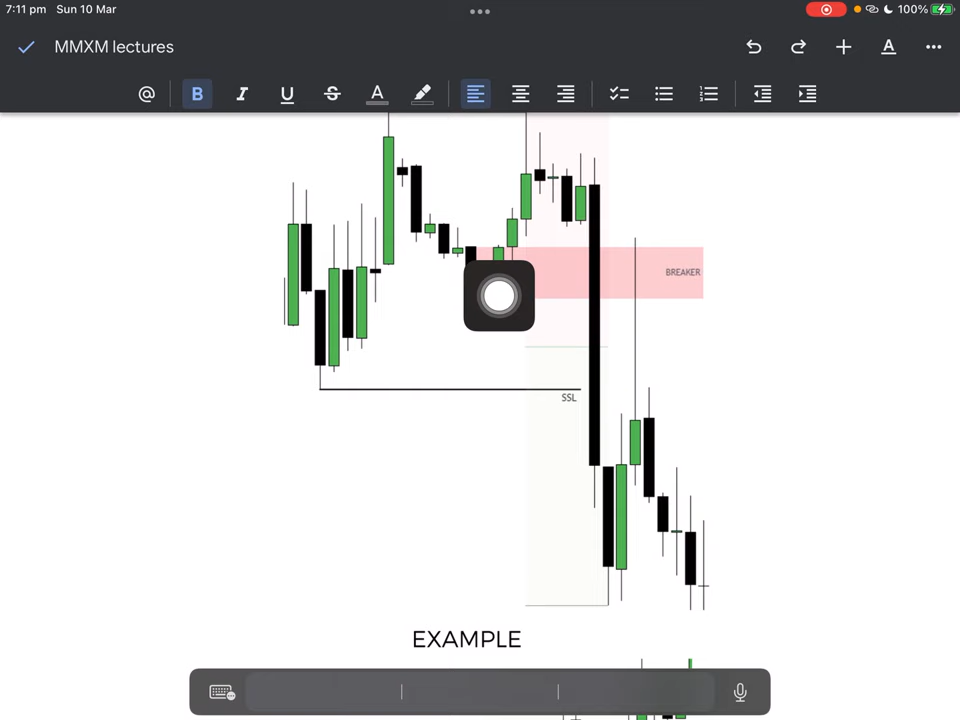 7:11 pm Sun 10 Mar
100%
MMXM lectures
A
@ B I U S A
BREAKER
SSL
EXAMPLE